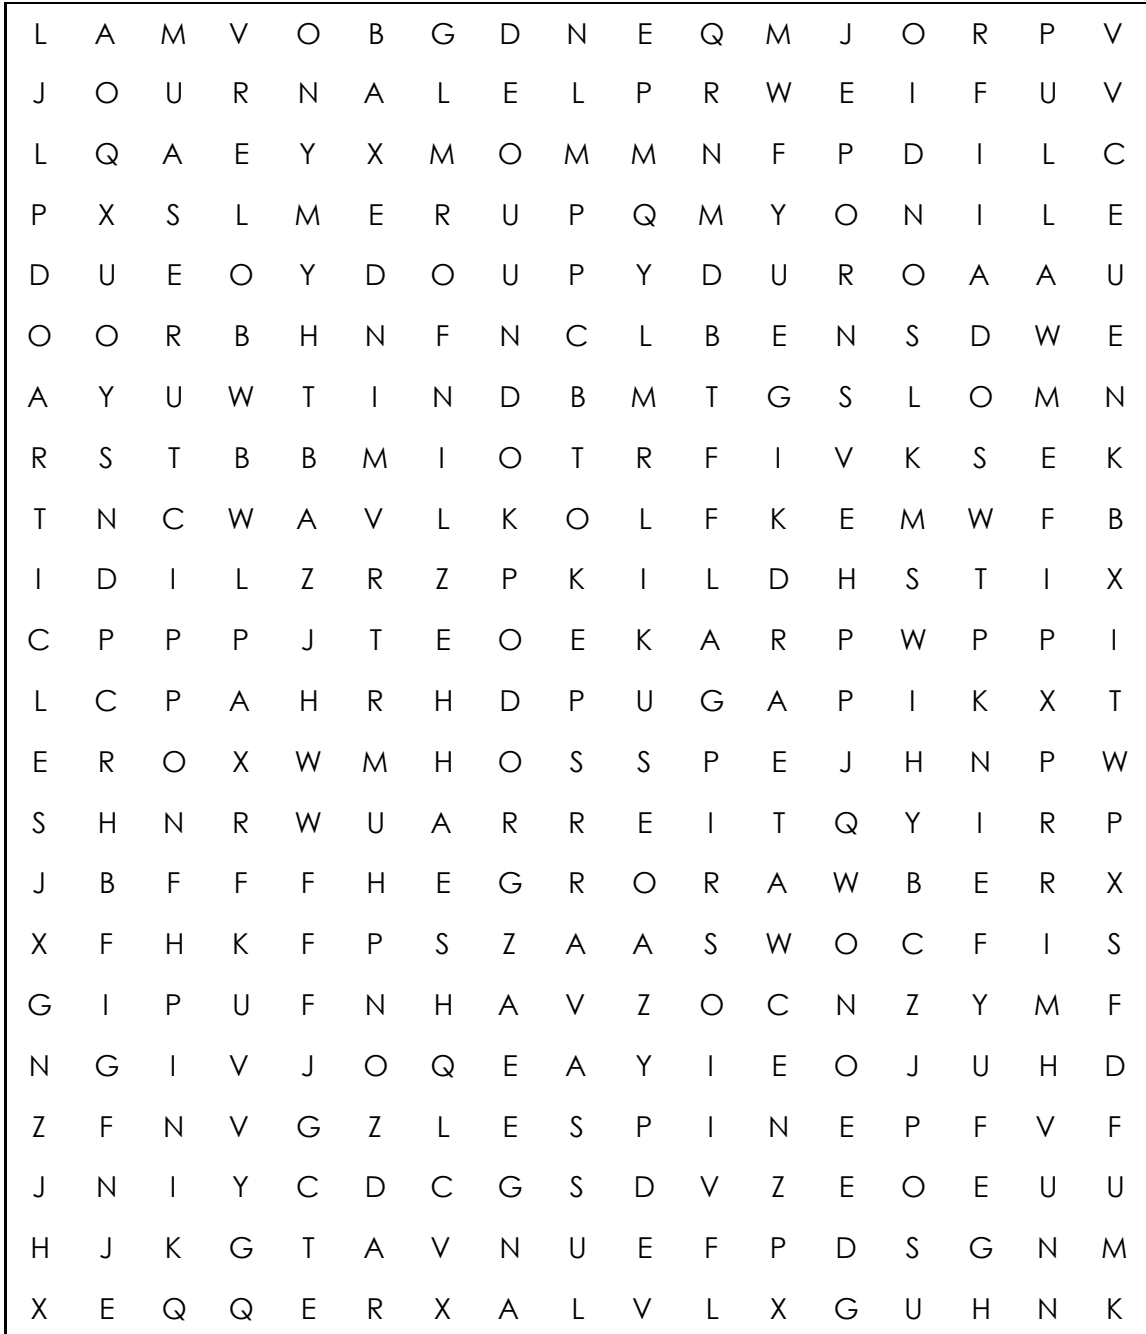 L A M V O B G D N E Q M J O R P V
J O U R N A L E L P R W E I F U V
L Q A E Y X M O M M N F P D I L C
P X S L M E R U P Q M Y O N I L E
D U E O Y D O U P Y D U R O A A U
O O R B H N F N C L B E N S D W E
A Y U W T I N D B M T G S L O M N
R S T B B M I O T R F I V K S E K
T N C W A V L K O L F K E M W F B
I D I L Z R Z P K I L D H S T I X
C P P P J T E O E K A R P W P P I
L C P A H R H D P U G A P I K X T
E R O X W M H O S S P E J H N P W
S H N R W U A R R E I T Q Y I R P
J B F F F H E G R O R A W B E R X
X F H K F P S Z A A S W O C F I S
G I P U F N H A V Z O C N Z Y M F
N G I V J O Q E A Y I E O J U H D
Z F N V G Z L E S P I N E P F V F
J N I Y C D C G S D V Z E O E U U
H J K G T A V N U E F P D S G N M
X E Q Q E R X A L V L X G U H N K